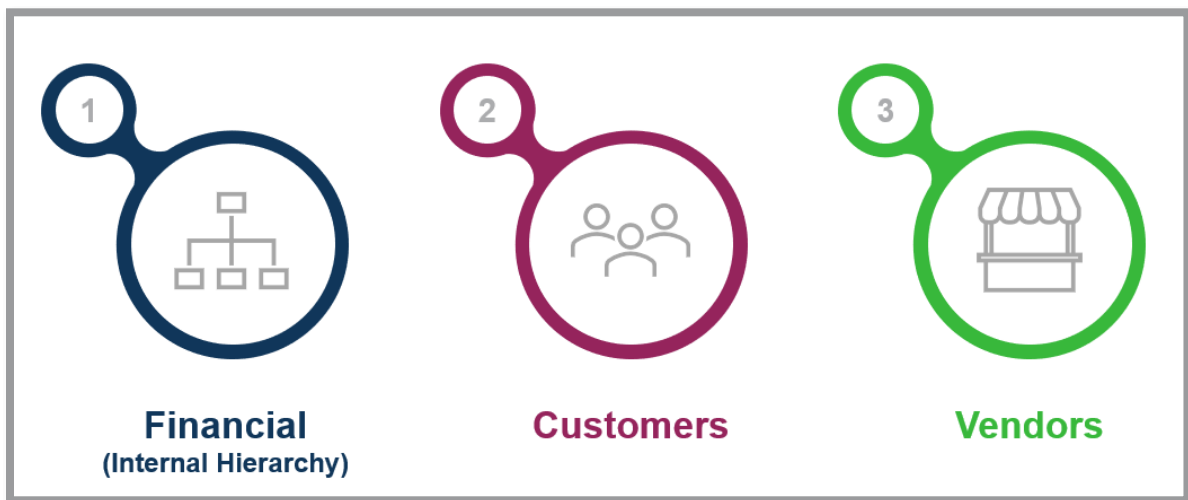 1
2
3
Financial
(Internal Hierarchy)
Customers
Vendors